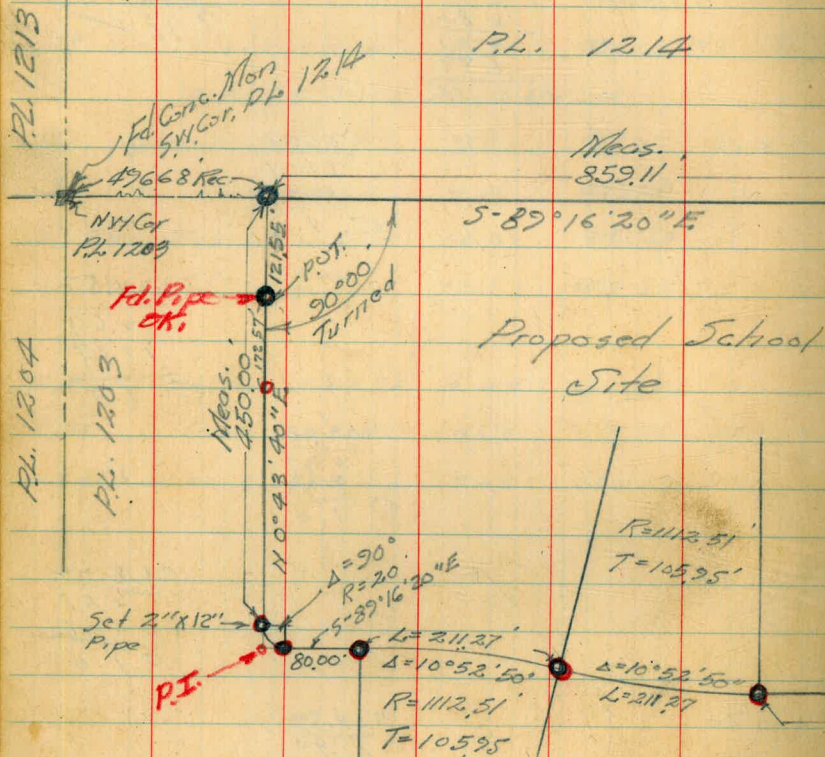 P.L. 1213
P.L. 1214
Fd. Conc. Mon
S.W. Cor. P.L. 1214
Meas.
859.11'
496.68' Rec.
S-89°16'20"E
NW Cor
P.L. 1203
121.55'
P.O.T.
90°00'
Turned
Fd. Pipe
OK.
172.57'
Proposed School
Site
P.L. 1204
P.L. 1203
Meas.
450.00'
N 0°43'40"E
R=1112.51'
T=105.95'
Δ=90°
R=20
S-89°16'20"E
Set 2"x12"
Pipe
80.00'
L=211.27'
Δ=10°52'50"
Δ=10°52'50"
L=211.27
P.I.
R=1112.51'
T=105.95